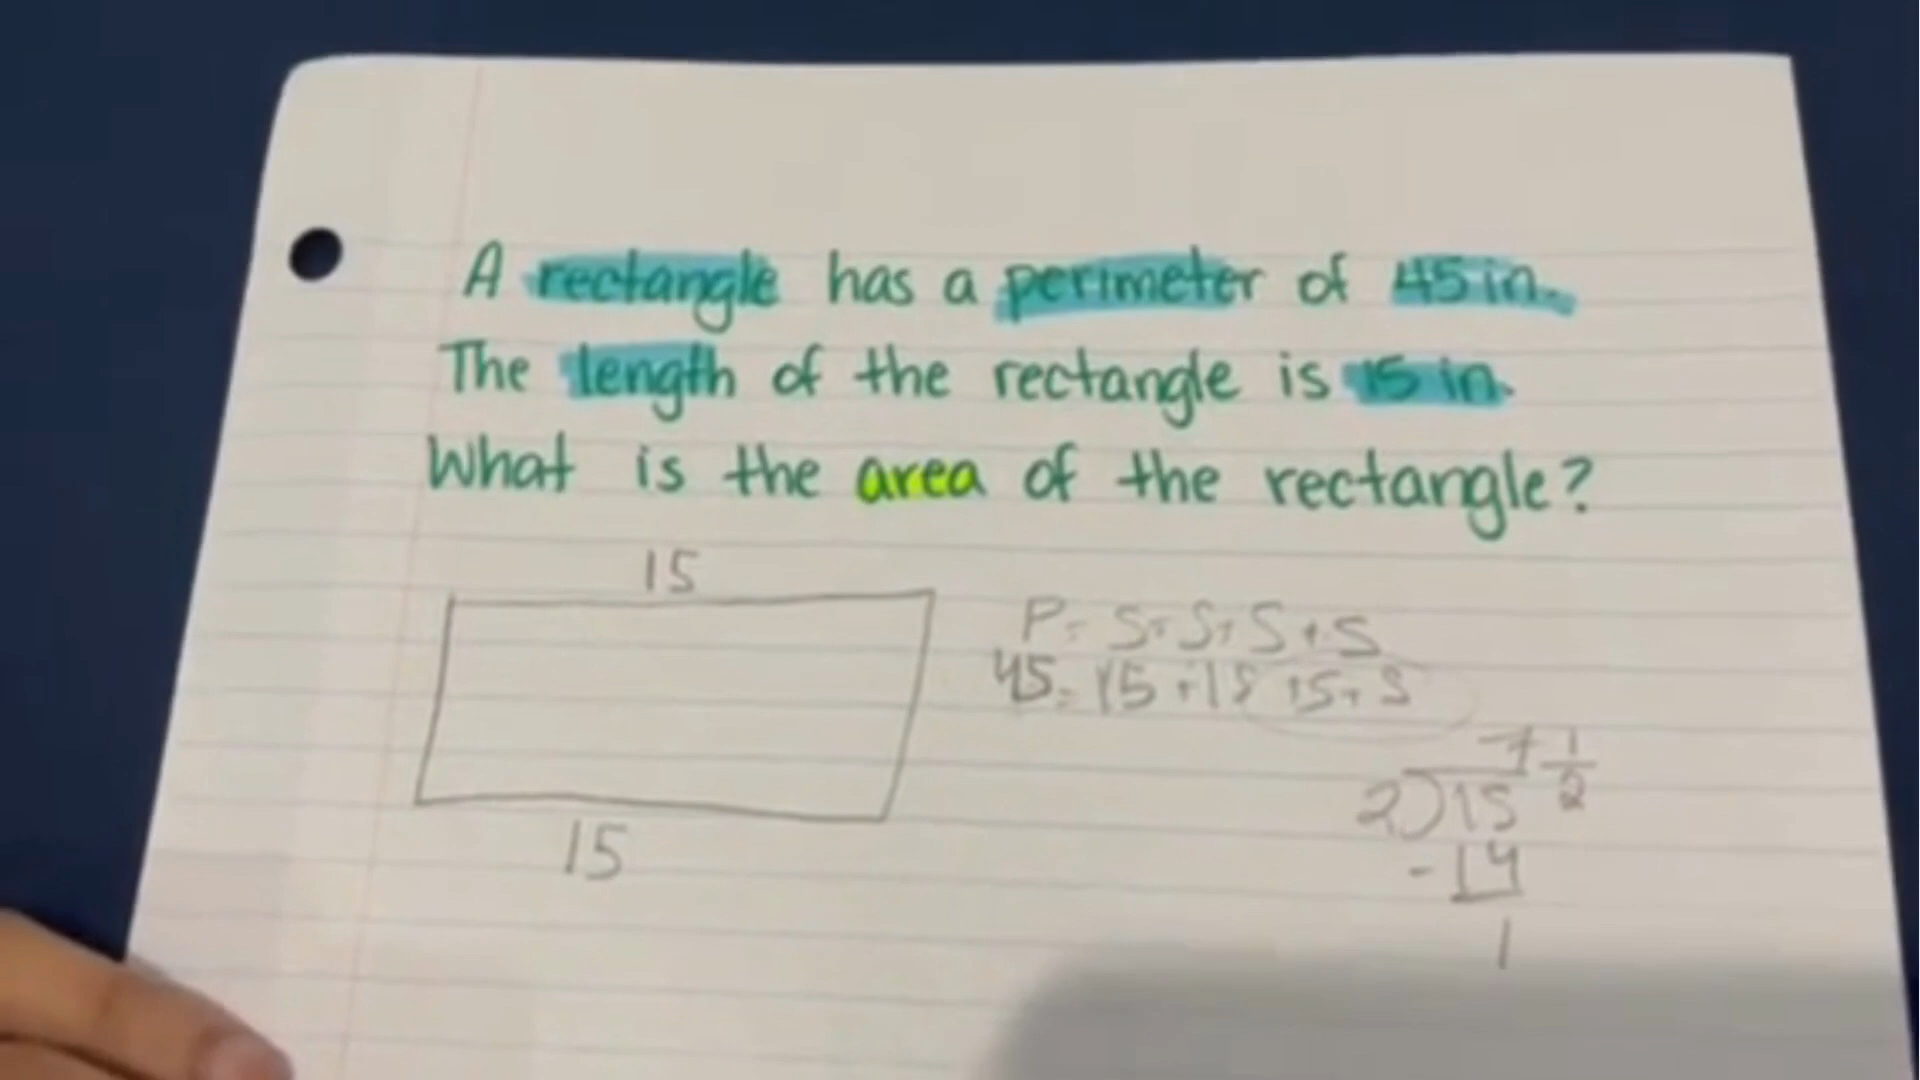 A rectangle has a perimeter of 45 in.
The length of the rectangle is 15 in.
What is the area of the rectangle?
15
15
P = S+S+S+S
45 = 15+15+S+S
7 1/2
2)15
-14
1